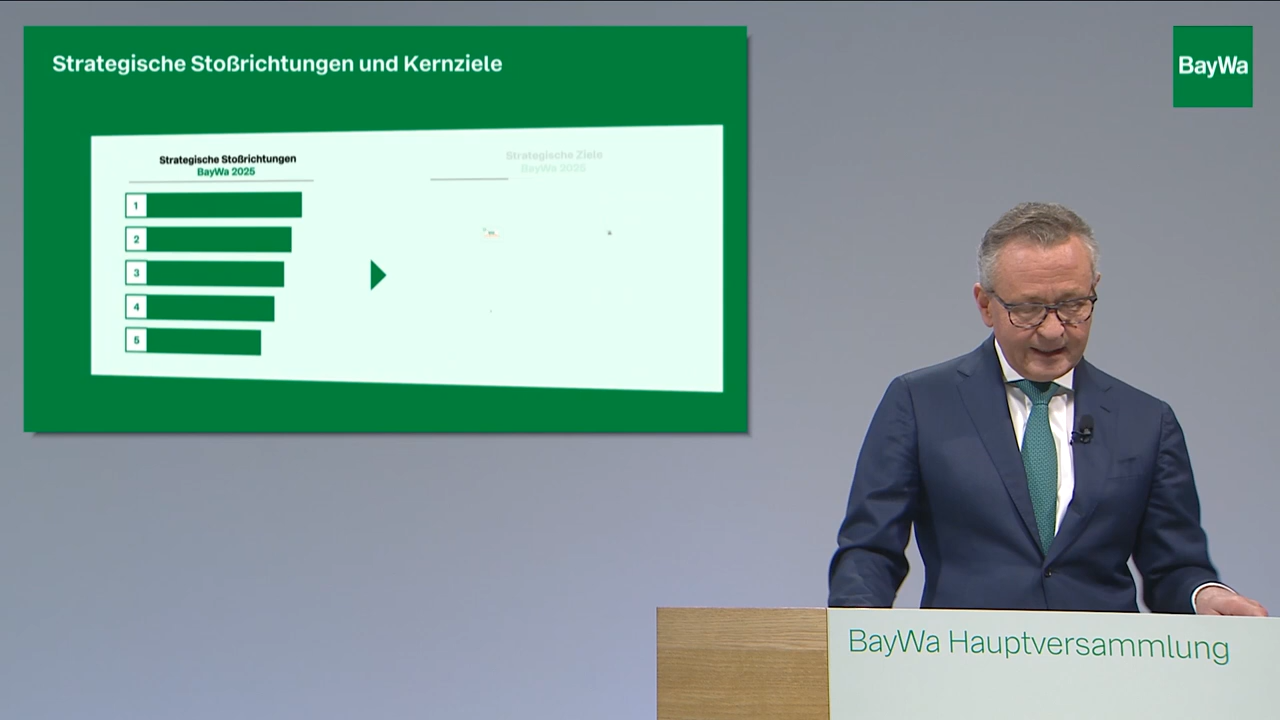 Strategische Stoßrichtungen und Kernziele
BayWa
Strategische Stoßrichtungen
BayWa 2025
Strategische Ziele
BayWa 2025
1
2
3
4
5
BayWa Hauptversammlung